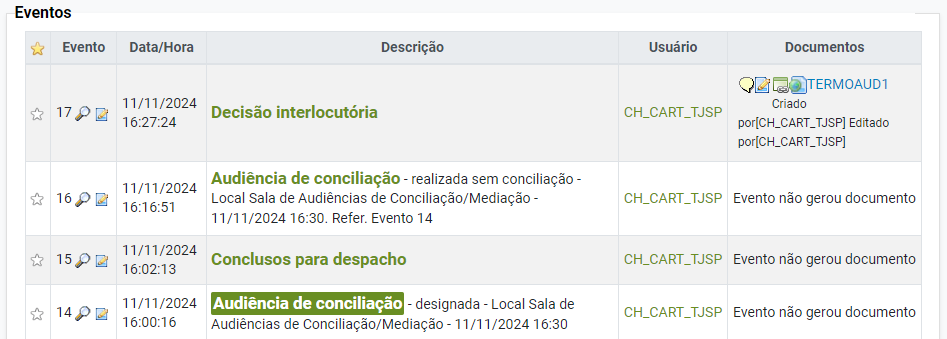 Eventos
Evento Data/Hora Descrição Usuário Documentos
17 11/11/2024 16:27:24 Decisão interlocutória CH_CART_TJSP TERMOAUD1
Criado
por[CH_CART_TJSP] Editado
por[CH_CART_TJSP]
16 11/11/2024 16:16:51 Audiência de conciliação - realizada sem conciliação -
Local Sala de Audiências de Conciliação/Mediação -
11/11/2024 16:30. Refer. Evento 14
CH_CART_TJSP Evento não gerou documento
15 11/11/2024 16:02:13 Conclusos para despacho CH_CART_TJSP Evento não gerou documento
14 11/11/2024 16:00:16 Audiência de conciliação - designada - Local Sala de
Audiências de Conciliação/Mediação - 11/11/2024 16:30
CH_CART_TJSP Evento não gerou documento